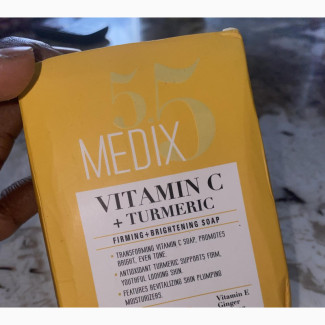 55
MEDIX
VITAMIN C
+ TURMERIC
FIRMING + BRIGHTENING SOAP
• TRANSFORMING VITAMIN C SOAP, PROMOTES
BRIGHT, EVEN TONE.
• ANTIOXIDANT TURMERIC SUPPORTS FIRM,
YOUTHFUL LOOKING SKIN.
• FEATURES REVITALIZING SKIN PLUMPING
MOISTURIZERS.
Vitamin E
Ginger